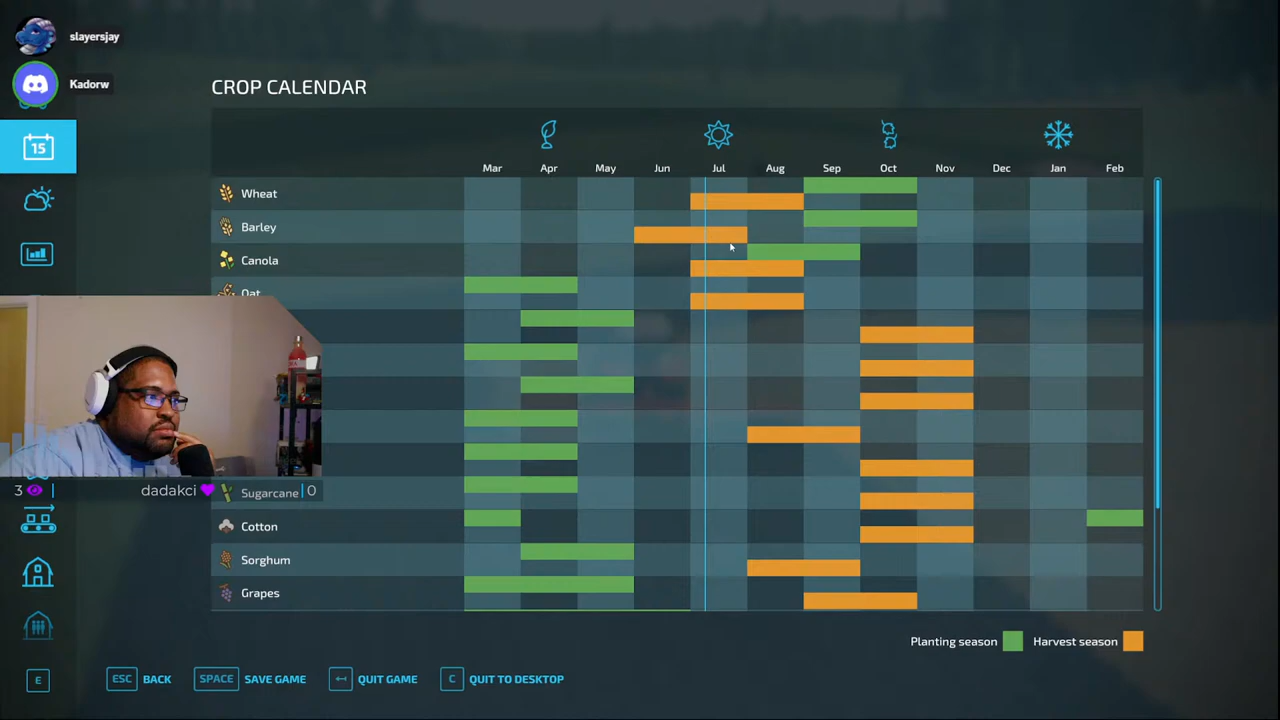 slayersjay
Kadorw
CROP CALENDAR
15
Mar Apr May Jun Jul Aug Sep Oct Nov Dec Jan Feb
Wheat
Barley
Canola
Oat
3 dadakci 0
Sugarcane
Cotton
Sorghum
Grapes
Planting season Harvest season
E ESC BACK SPACE SAVE GAME QUIT GAME C QUIT TO DESKTOP